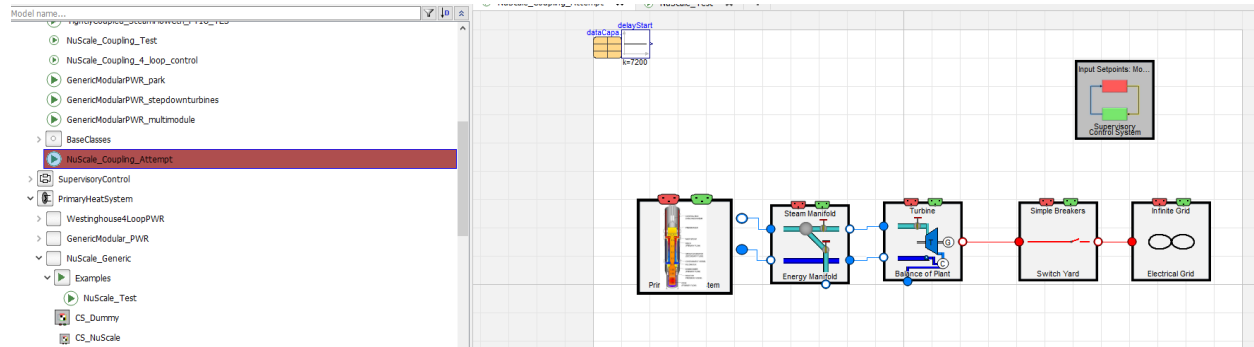 Model name...
NuScale_Coupling_Test
NuScale_Coupling_4_loop_control
GenericModularPWR_park
GenericModularPWR_stepdownturbines
GenericModularPWR_multimodule
BaseClasses
NuScale_Coupling_Attempt
SupervisoryControl
PrimaryHeatSystem
Westinghouse4LoopPWR
GenericModular_PWR
NuScale_Generic
Examples
NuScale_Test
CS_Dummy
CS_NuScale
delayStart
dataCapa
k=7200
Input Setpoints: Mo...
Supervisory
Control System
Steam Manifold
Energy Manifold
Turbine
T
G
C
Balance of Plant
Simple Breakers
Switch Yard
Infinite Grid
Electrical Grid